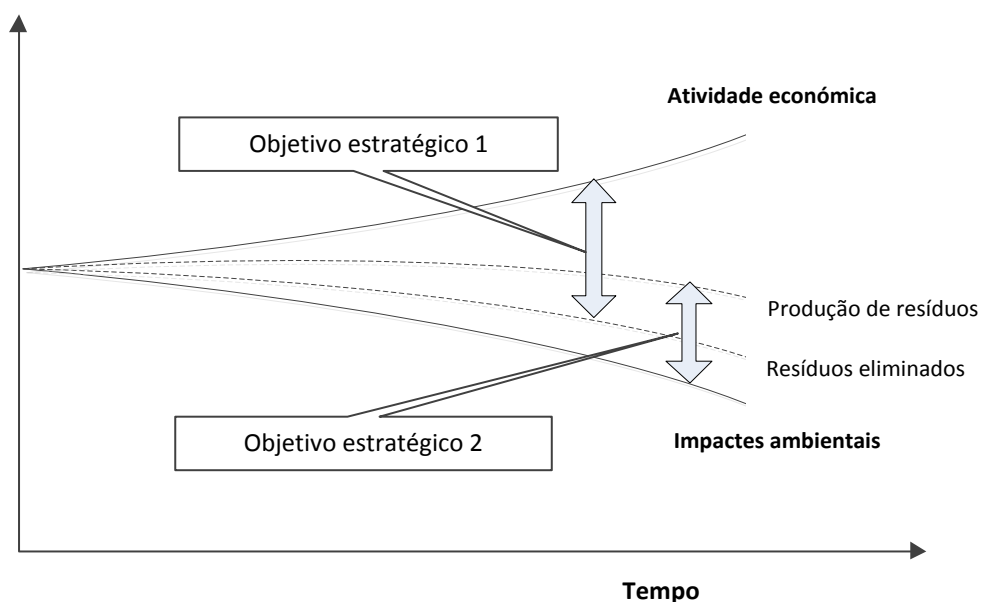 Atividade económica
Objetivo estratégico 1
Produção de resíduos
Resíduos eliminados
Objetivo estratégico 2
Impactes ambientais
Tempo